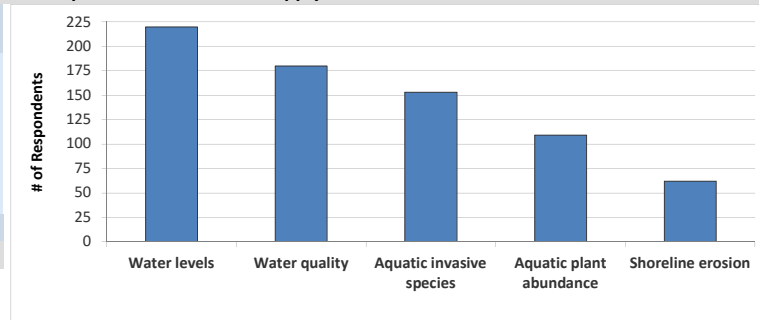 225
200
175
150
125
100
75
50
25
0
# of Respondents
Water levels
Water quality
Aquatic invasive
species
Aquatic plant
abundance
Shoreline erosion